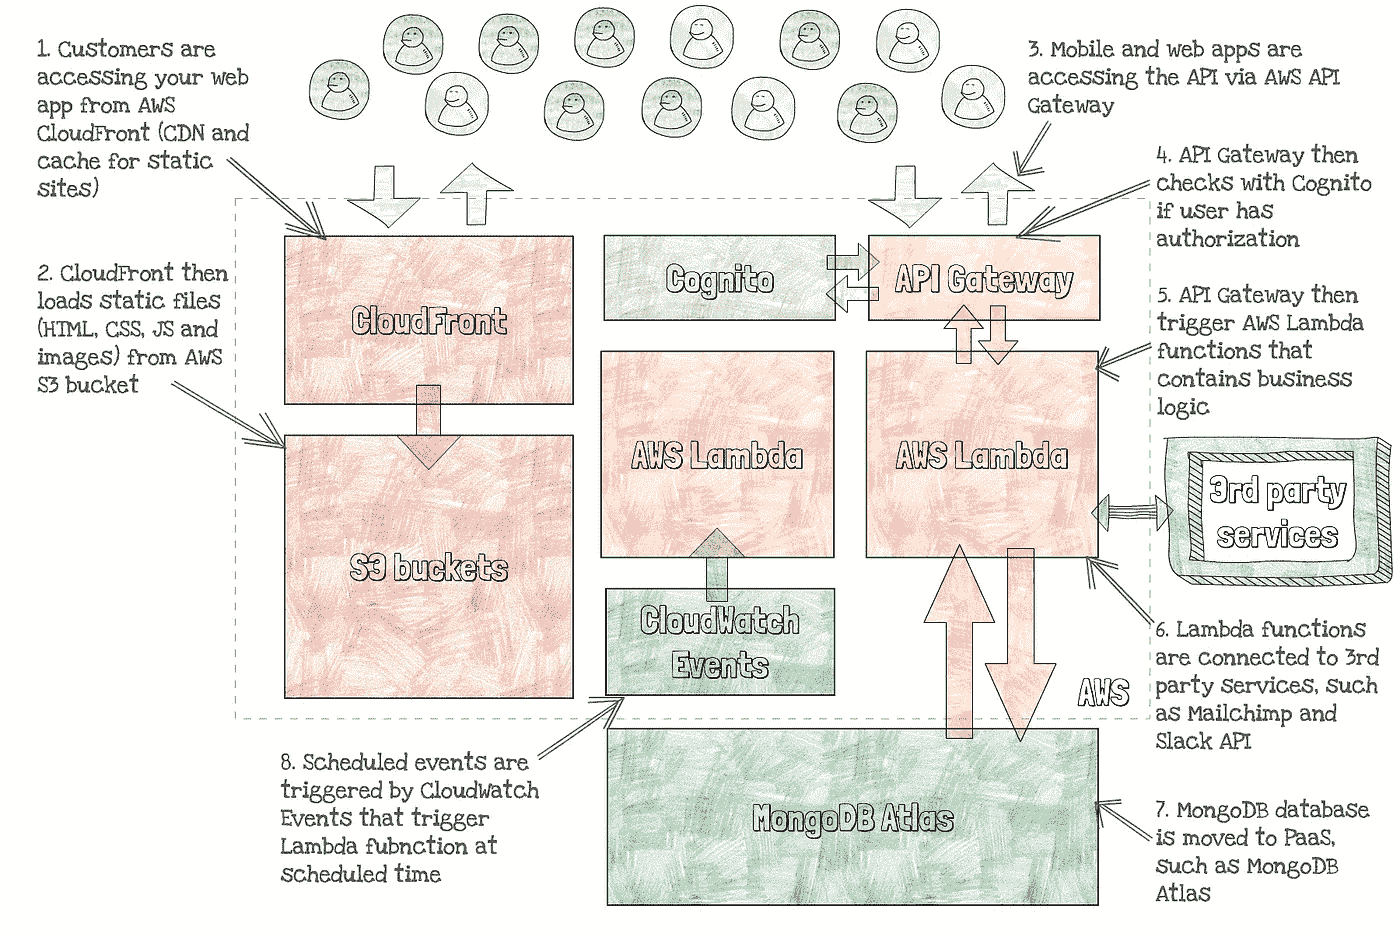 1. Customers are
accessing your web
app from AWS
CloudFront (CDN and
cache for static
sites)
2. CloudFront then
loads static files
(HTML, CSS, JS and
images) from AWS
S3 bucket
3. Mobile and web apps are
accessing the API via AWS API
Gateway
4. API Gateway then
checks with Cognito
if user has
authorization
5. API Gateway then
trigger AWS Lambda
functions that
contains business
logic
CloudFront
Cognito
API Gateway
AWS Lambda
AWS Lambda
3rd party
services
S3 buckets
CloudWatch
Events
AWS
6. Lambda functions
are connected to 3rd
party services, such
as Mailchimp and
Slack API
MongoDB Atlas
7. MongoDB database
is moved to PaaS,
such as MongoDB
Atlas
8. Scheduled events are
triggered by CloudWatch
Events that trigger
Lambda fubnction at
scheduled time